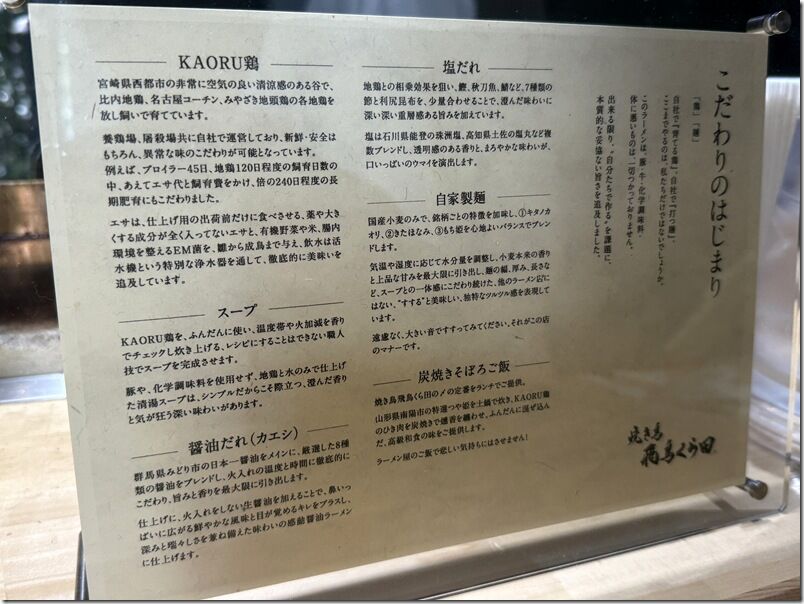 こだわりのはじまり
「鶏」「麺」
自社で『育てる鶏』、自社で『打つ麺』、
ここまでやるのは、私たちだけではないでしょうか。
このラーメンは、豚・牛・化学調味料・
体に悪いものは一切つかっておりません。
出来る限り、“自分たちで作る”を課題に、
本質的な妥協ない旨さを追及しました。
KAORU鶏
宮崎県西都市の非常に空気の良い清涼感のある谷で、
比内地鶏、名古屋コーチン、みやざき地頭鶏の各地鶏を
放し飼いで育てています。
養鶏場、屠殺場共に自社で運営しており、新鮮・安全は
もちろん、異常な味のこだわりが可能となっています。
例えば、ブロイラー45日、地鶏120日程度の飼育日数の
中、あえてエサ代と飼育費をかけ、倍の240日程度の長
期肥育にもこだわりました。
エサは、仕上げ用の出荷前だけに食べさせる、薬や大き
くする成分が全く入ってないエサと、有機野菜や米、腸内
環境を整えるEM菌を、雛から成鳥まで与え、飲水は活
水機という特別な浄水器を通して、徹底的に美味いを
追及しています。
スープ
KAORU鶏を、ふんだんに使い、温度帯や火加減を香り
でチェックし炊き上げる、レシピにすることはできない職人
技でスープを完成させます。
豚や、化学調味料を使用せず、地鶏と水のみで仕上げ
た清湯スープは、シンプルだからこそ際立つ、澄んだ香り
と気が狂う深い味わいがあります。
醤油だれ(カエシ)
群馬県みどり市の日本一醤油をメインに、厳選した8種
類の醤油をブレンドし、火入れの温度と時間に徹底的に
こだわり、旨みと香りを最大限に引き出します。
仕上げに、火入れをしない生醤油を加えることで、鼻いっ
ぱいに広がる鮮やかな風味と目が覚めるキレをプラスし、
深みと瑞々しさを兼ね備えた味わいの感動醤油ラーメン
に仕上げます。
塩だれ
地鶏との相乗効果を狙い、鰹、秋刀魚、鯖など、7種類の
節と利尻昆布を、少量合わせることで、澄んだ味わいに
深い深い重層感ある旨みを加えています。
塩は石川県能登の珠洲塩、高知県土佐の塩丸など複
数ブレンドし、透明感のある香りと、まろやかな味わいが、
口いっぱいのウマイを演出します。
自家製麺
国産小麦のみで、銘柄ごとの特徴を加味し、①キタノカ
オリ、②きたほなみ、③もち姫を心地よいバランスでブレン
ドします。
気温や湿度に応じて水分量を調整し、小麦本来の香り
と上品な甘みを最大限に引き出し、麺の幅、厚み、長さな
ど、スープとの一体感にこだわり続けた、他のラーメン店に
はない、“すする”と美味しい、独特なツルツル感を表現して
います。
遠慮なく、大きい音ですすってみてください。それがこの店
のマナーです。
炭焼きそぼろご飯
焼き鳥飛鳥くら田の〆の定番をランチでご提供。
山形県南陽市の特選つや姫を土鍋で炊き、KAORU鶏
のひき肉を炭焼きで燻香を纏わせ、ふんだんに混ぜ込ん
だ、高級和食の味をご提供します。
ラーメン屋のご飯で悲しい気持ちにはさせません！
焼き鳥
飛鳥くら田